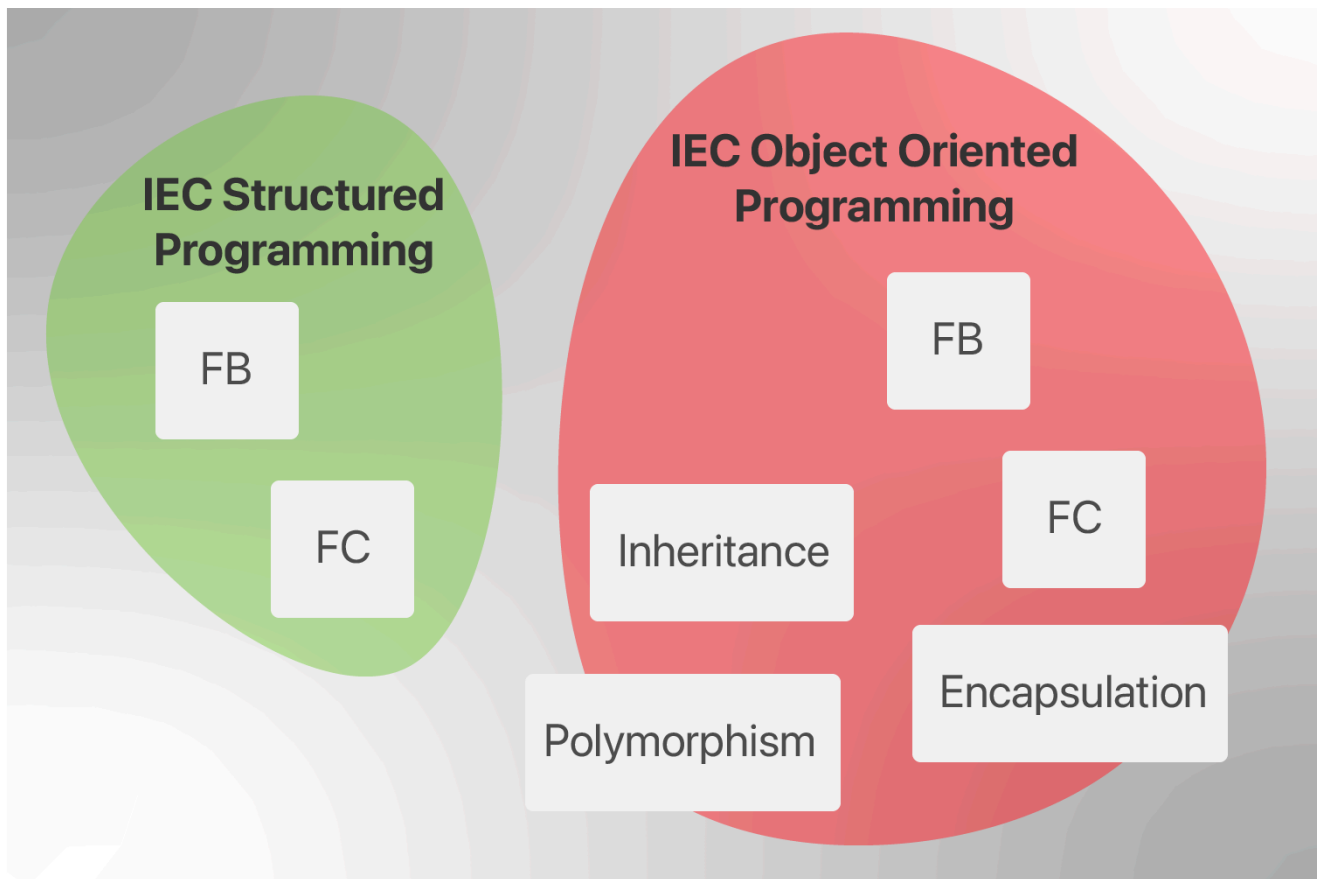 IEC Structured
Programming
FB
FC
IEC Object Oriented
Programming
FB
FC
Inheritance
Encapsulation
Polymorphism